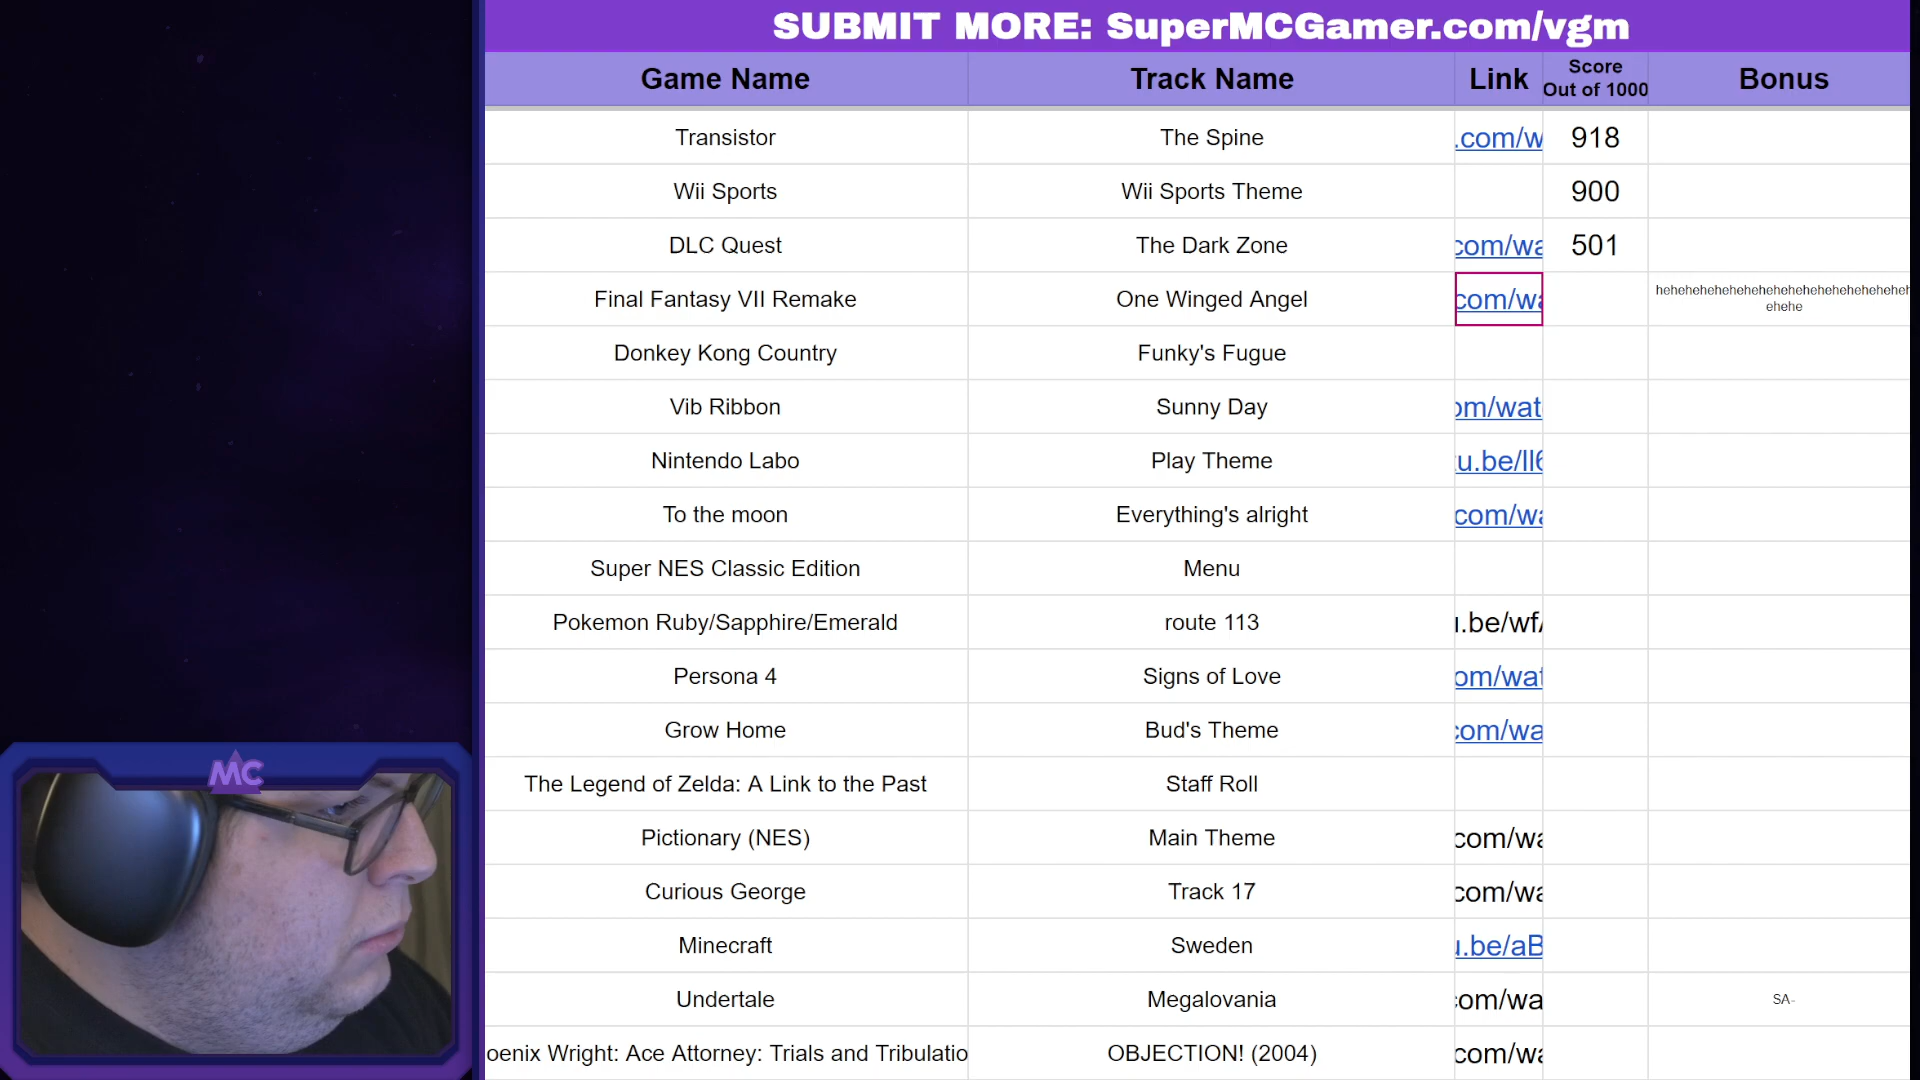 SUBMIT MORE: SuperMCGamer.com/vgm
Game Name Track Name Link Score Out of 1000 Bonus
Transistor The Spine .com/w 918
Wii Sports Wii Sports Theme 900
DLC Quest The Dark Zone com/wa 501
Final Fantasy VII Remake One Winged Angel com/wa hehehehehehehehehehehehehehehehehehehe
ehehe
Donkey Kong Country Funky's Fugue
Vib Ribbon Sunny Day om/wat
Nintendo Labo Play Theme u.be/ll6
To the moon Everything's alright com/wa
Super NES Classic Edition Menu
Pokemon Ruby/Sapphire/Emerald route 113 u.be/wfA
Persona 4 Signs of Love om/wat
Grow Home Bud's Theme com/wa
The Legend of Zelda: A Link to the Past Staff Roll
Pictionary (NES) Main Theme com/wa
Curious George Track 17 com/wa
Minecraft Sweden u.be/aB
Undertale Megalovania com/wa SA-
oenix Wright: Ace Attorney: Trials and Tribulatio OBJECTION! (2004) com/wa
MC